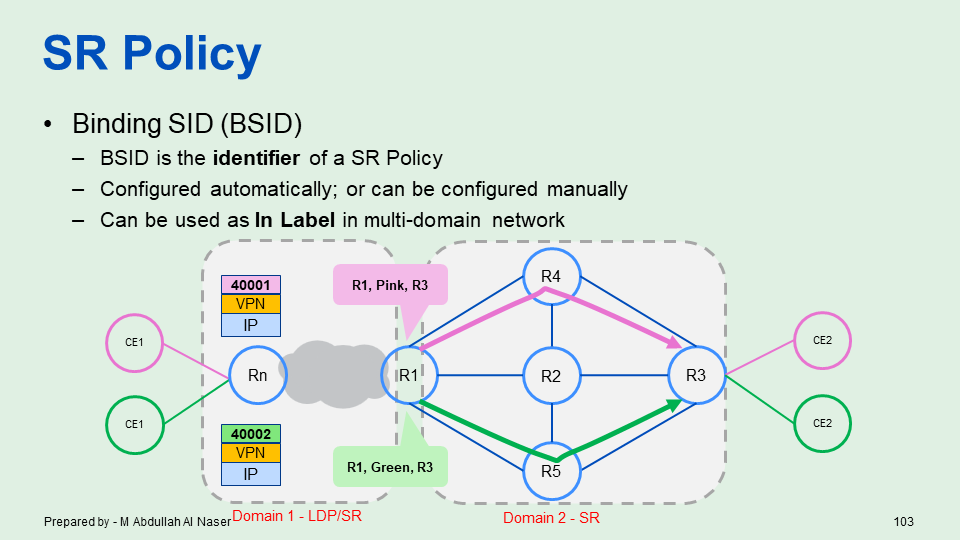 SR Policy
• Binding SID (BSID)
– BSID is the identifier of a SR Policy
– Configured automatically; or can be configured manually
– Can be used as In Label in multi-domain network
40001
VPN
IP
R1, Pink, R3
R4
CE1
CE2
Rn
R1
R2
R3
CE1
CE2
40002
VPN
IP
R1, Green, R3
R5
Domain 1 - LDP/SR
Domain 2 - SR
Prepared by - M Abdullah Al Naser
103